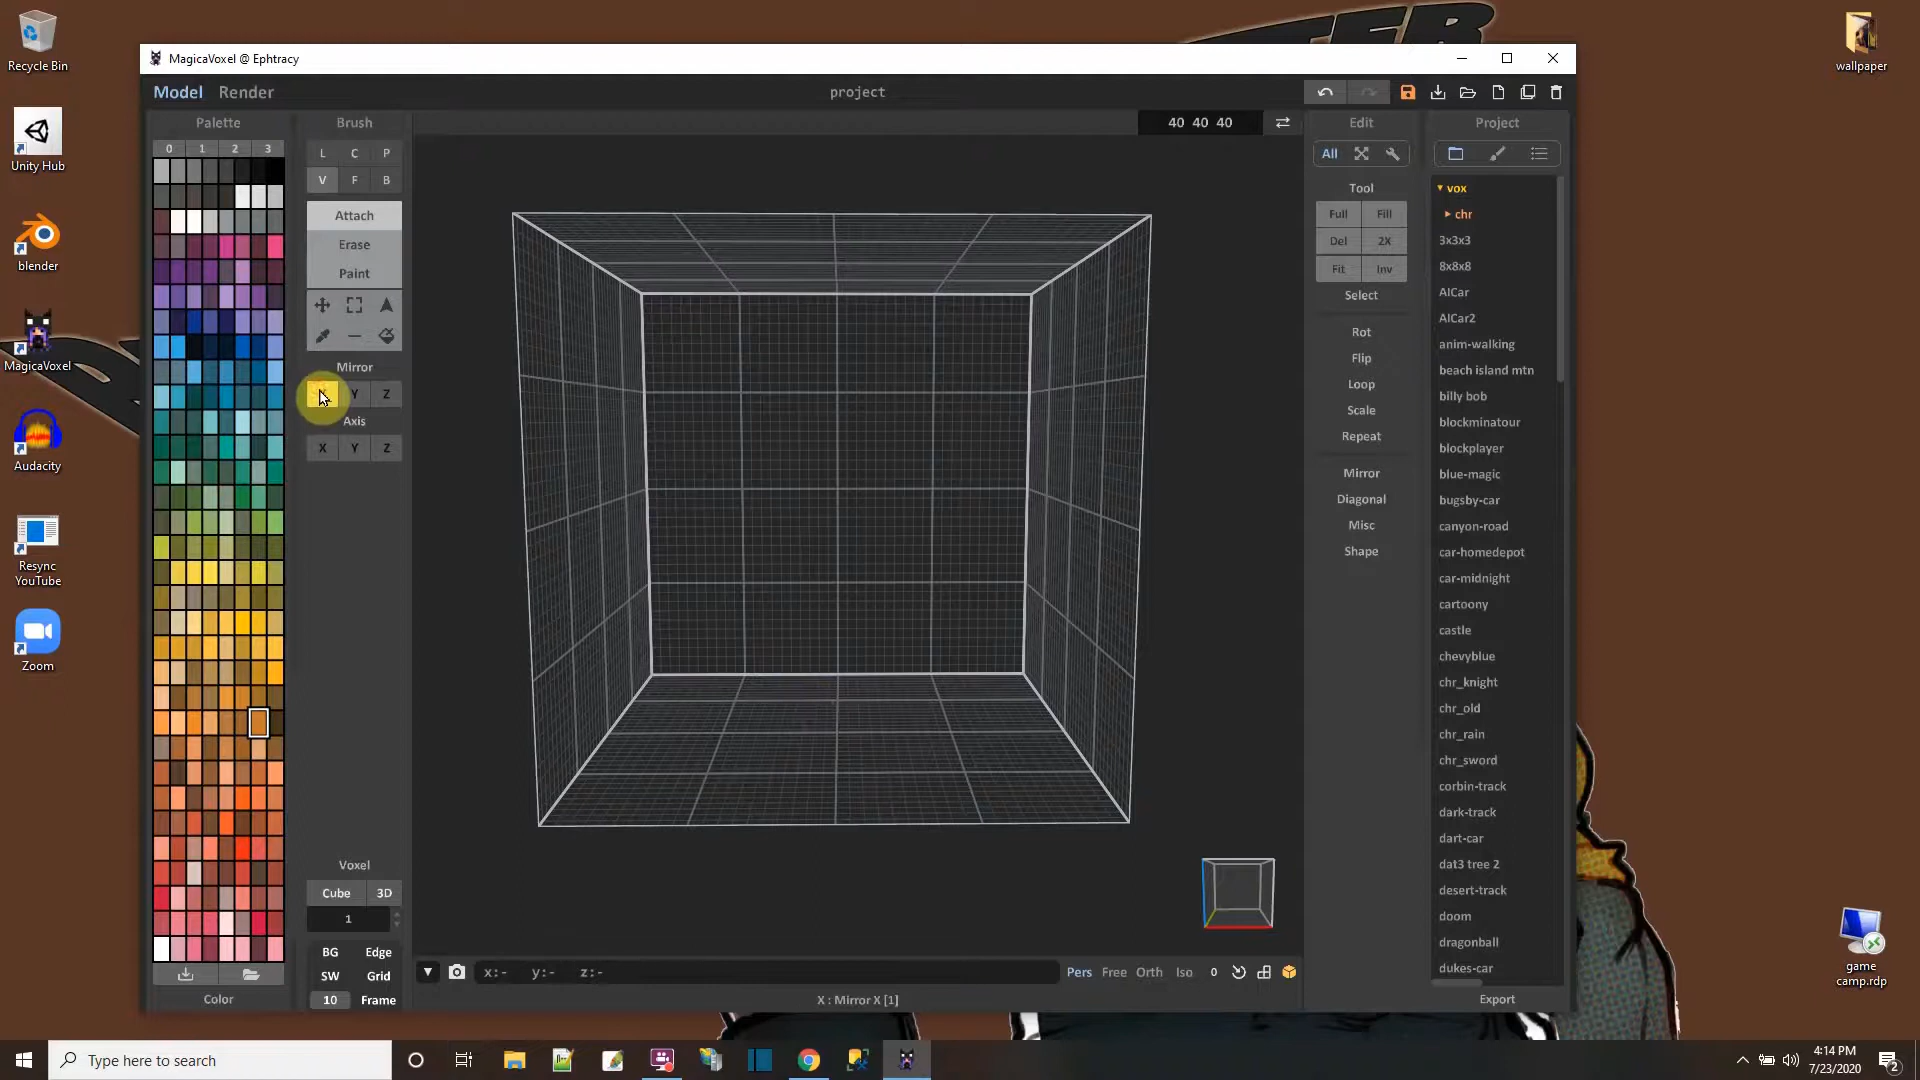 Recycle Bin
Unity Hub
blender
MagicaVoxel
Audacity
Resync
YouTube
Zoom
wallpaper
game
camp.rdp
MagicaVoxel @ Ephtracy
Model Render
project
Palette
0 1 2 3
Color
Brush
L C P
V F B
Attach
Erase
Paint
Mirror
Y Z
Axis
X Y Z
Voxel
Cube 3D
1
BG Edge
SW Grid
10 Frame
40 40 40
x:- y:- z:-
Pers Free Orth Iso 0
X : Mirror X [1]
Edit
All
Tool
Full Fill
Del 2X
Fit Inv
Select
Rot
Flip
Loop
Scale
Repeat
Mirror
Diagonal
Misc
Shape
Project
vox
chr
3x3x3
8x8x8
AICar
AICar2
anim-walking
beach island mtn
billy bob
blockminatour
blockplayer
blue-magic
bugsby-car
canyon-road
car-homedepot
car-midnight
cartoony
castle
chevyblue
chr_knight
chr_old
chr_rain
chr_sword
corbin-track
dark-track
dart-car
dat3 tree 2
desert-track
doom
dragonball
dukes-car
Export
Type here to search
4:14 PM
7/23/2020
2